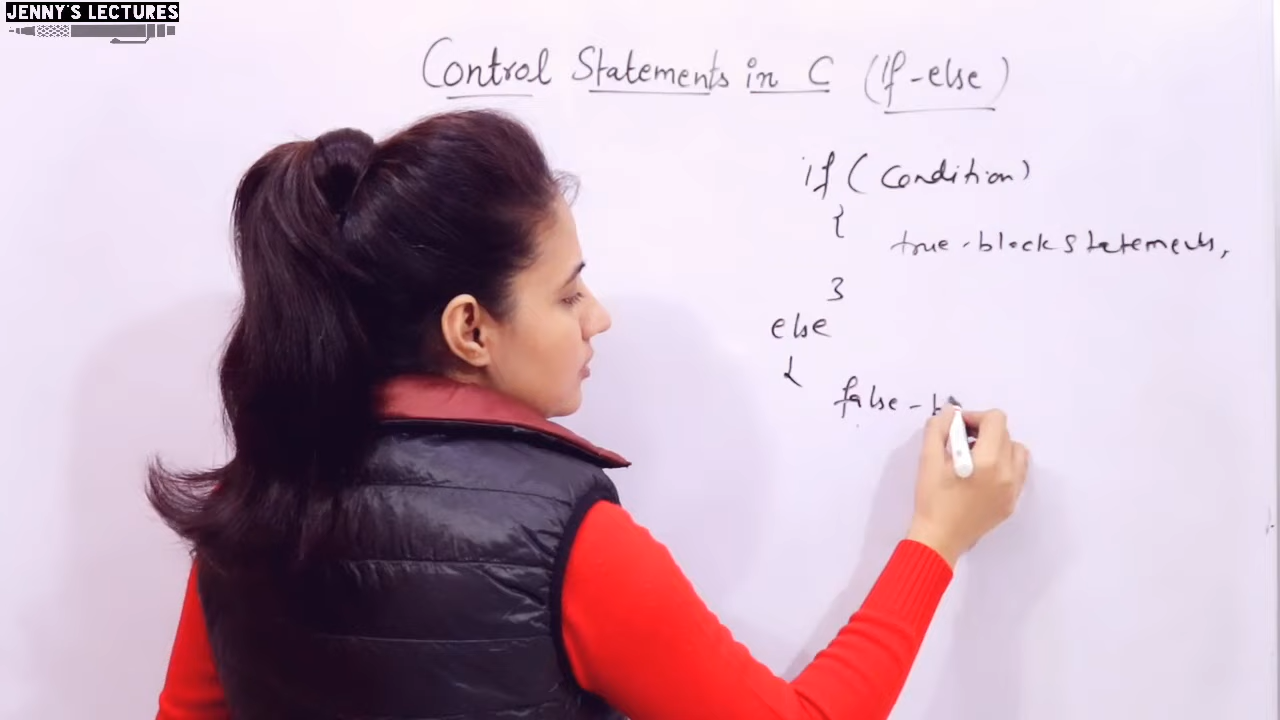 JENNY'S LECTURES
Control Statements in C (If-else)
if (Condition)
{
true-block statements,
}
else
{
false-b